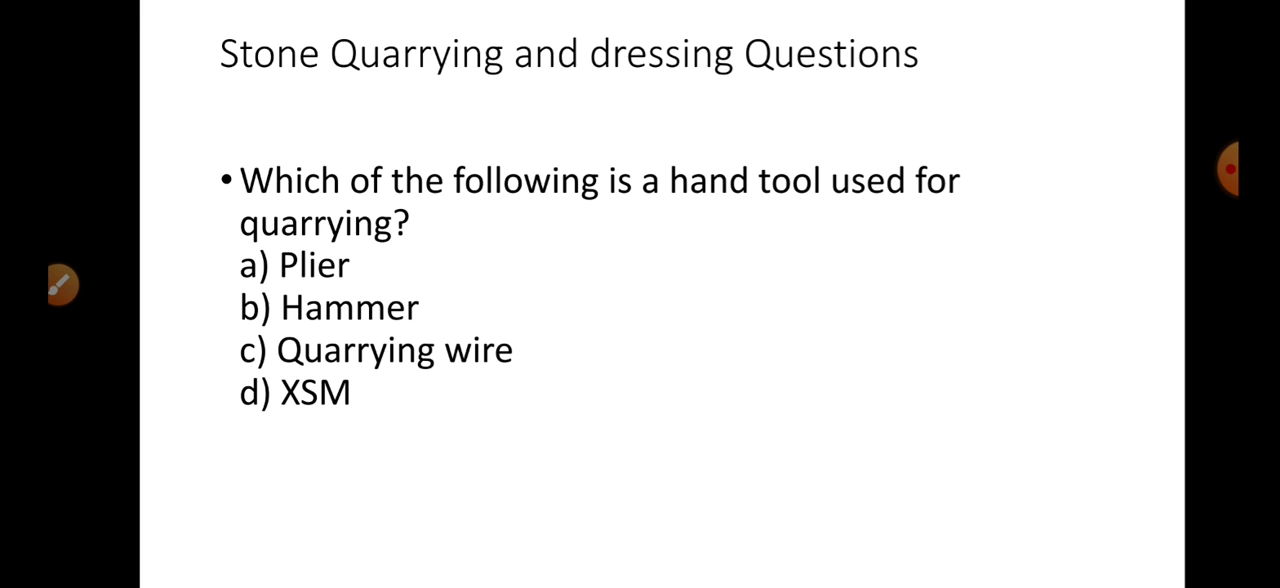 Stone Quarrying and dressing Questions
• Which of the following is a hand tool used for
quarrying?
a) Plier
b) Hammer
c) Quarrying wire
d) XSM